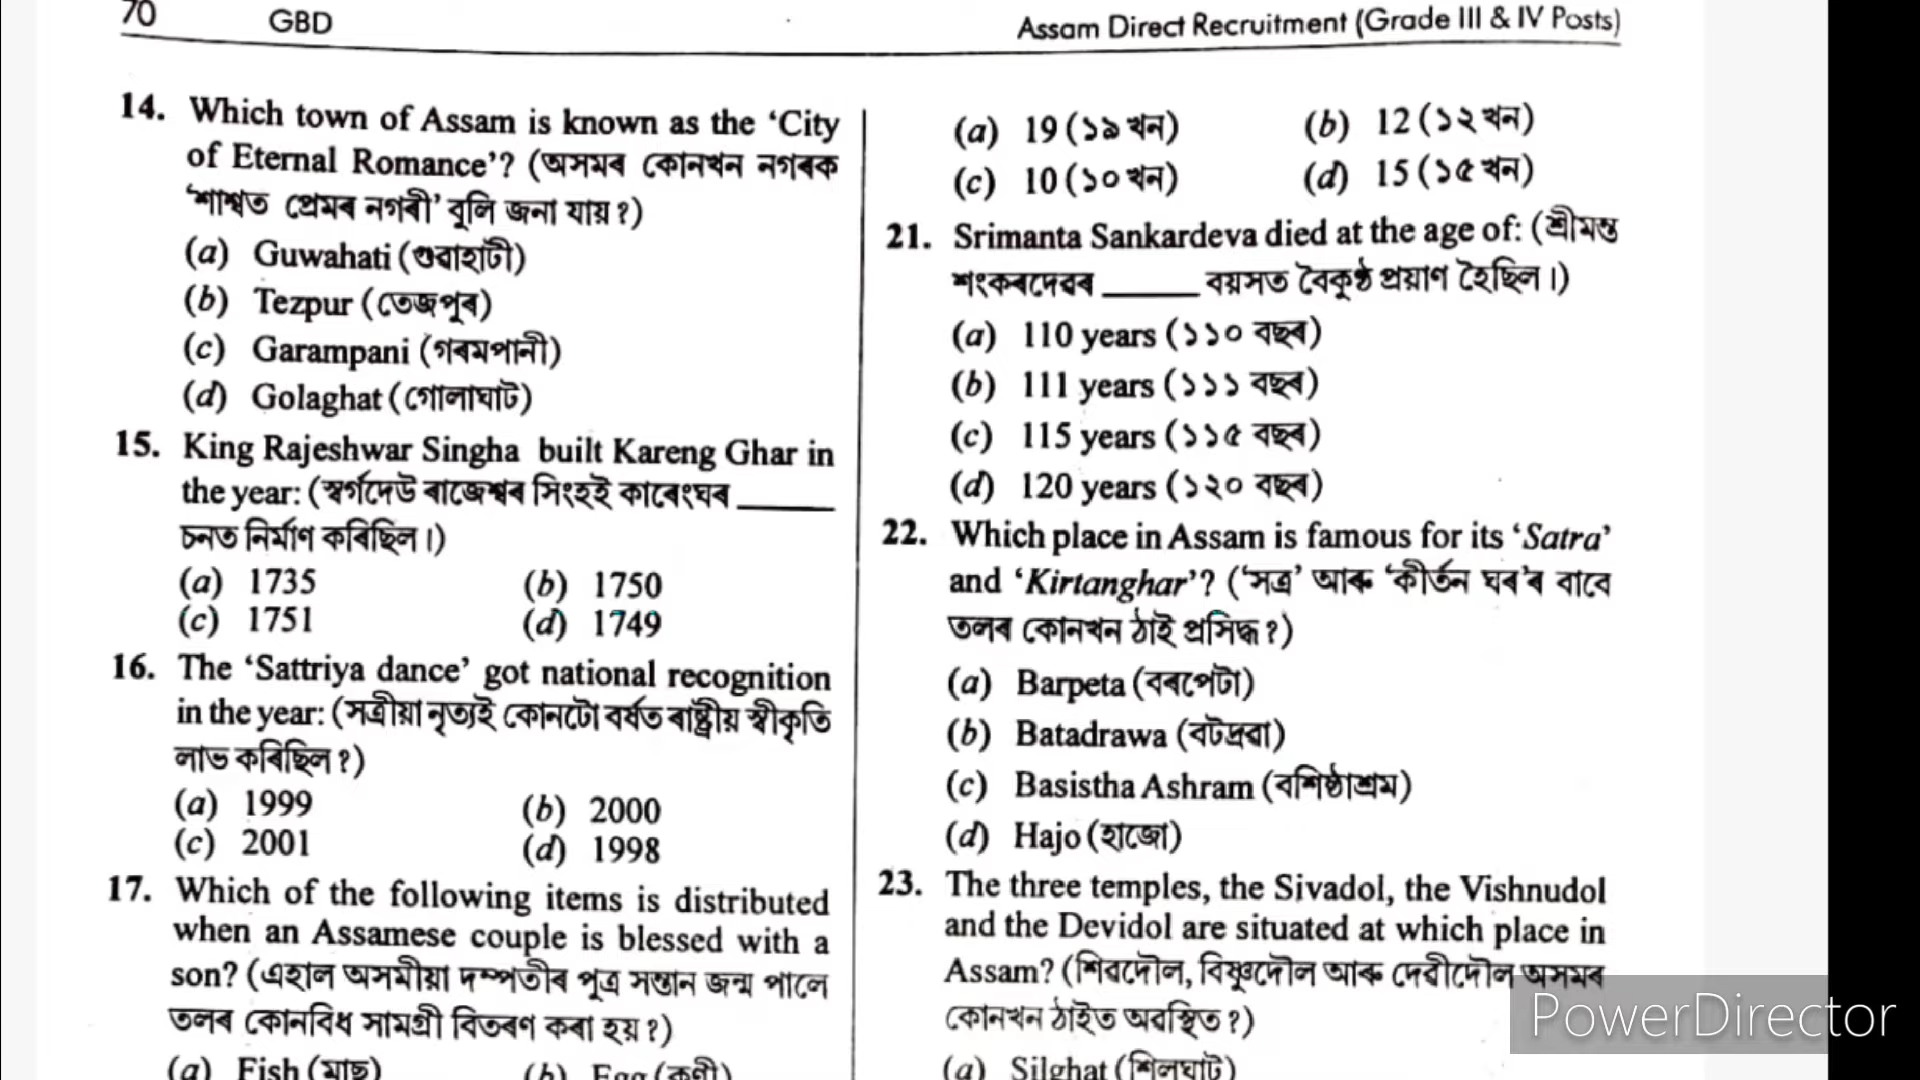 70 GBD Assam Direct Recruitment (Grade III & IV Posts)
14. Which town of Assam is known as the ‘City
of Eternal Romance’? (অসমৰ কোনখন নগৰক
‘শাশ্বত প্ৰেমৰ নগৰী’ বুলি জনা যায়?)
(a) Guwahati (গুৱাহাটী)
(b) Tezpur (তেজপুৰ)
(c) Garampani (গৰমপানী)
(d) Golaghat (গোলাঘাট)
15. King Rajeshwar Singha built Kareng Ghar in
the year: (স্বৰ্গদেউ ৰাজেশ্বৰ সিংহই কাৰেংঘৰ ______
চনত নিৰ্মাণ কৰিছিল।)
(a) 1735 (b) 1750
(c) 1751 (d) 1749
16. The ‘Sattriya dance’ got national recognition
in the year: (সত্ৰীয়া নৃত্যই কোনটো বৰ্ষত ৰাষ্ট্ৰীয় স্বীকৃতি
লাভ কৰিছিল?)
(a) 1999 (b) 2000
(c) 2001 (d) 1998
17. Which of the following items is distributed
when an Assamese couple is blessed with a
son? (এহাল অসমীয়া দম্পতীৰ পুত্ৰ সন্তান জন্ম পালে
তলৰ কোনবিধ সামগ্ৰী বিতৰণ কৰা হয়?)
(a) Fish (মাছ) (b) Egg (কণী)
(a) 19 (১৯ খন) (b) 12 (১২ খন)
(c) 10 (১০ খন) (d) 15 (১৫ খন)
21. Srimanta Sankardeva died at the age of: (শ্ৰীমন্ত
শংকৰদেৱৰ ______ বয়সত বৈকুণ্ঠ প্ৰয়াণ হৈছিল।)
(a) 110 years (১১০ বছৰ)
(b) 111 years (১১১ বছৰ)
(c) 115 years (১১৫ বছৰ)
(d) 120 years (১২০ বছৰ)
22. Which place in Assam is famous for its ‘Satra’
and ‘Kirtanghar’? (‘সত্ৰ’ আৰু ‘কীৰ্তন ঘৰ’ৰ বাবে
তলৰ কোনখন ঠাই প্ৰসিদ্ধ?)
(a) Barpeta (বৰপেটা)
(b) Batadrawa (বটদ্ৰৱা)
(c) Basistha Ashram (বশিষ্ঠাশ্ৰম)
(d) Hajo (হাজো)
23. The three temples, the Sivadol, the Vishnudol
and the Devidol are situated at which place in
Assam? (শিৱদৌল, বিষ্ণুদৌল আৰু দেৱীদৌল অসমৰ
কোনখন ঠাইত অৱস্থিত?)
(a) Silghat (শিলঘাট)
PowerDirector